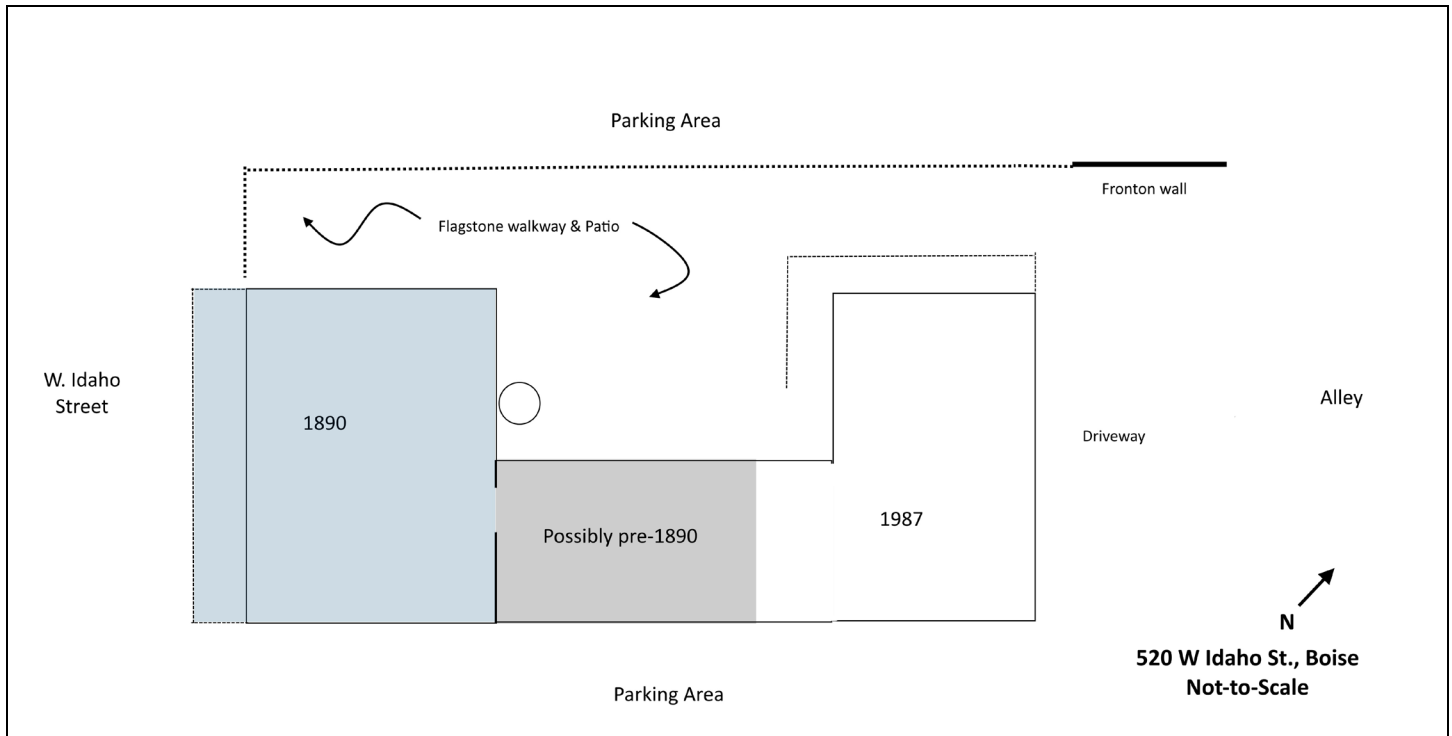 Parking Area
Fronton wall
Flagstone walkway & Patio
W. Idaho
Street
1890
Alley
Driveway
1987
Possibly pre-1890
N
520 W Idaho St., Boise
Not-to-Scale
Parking Area